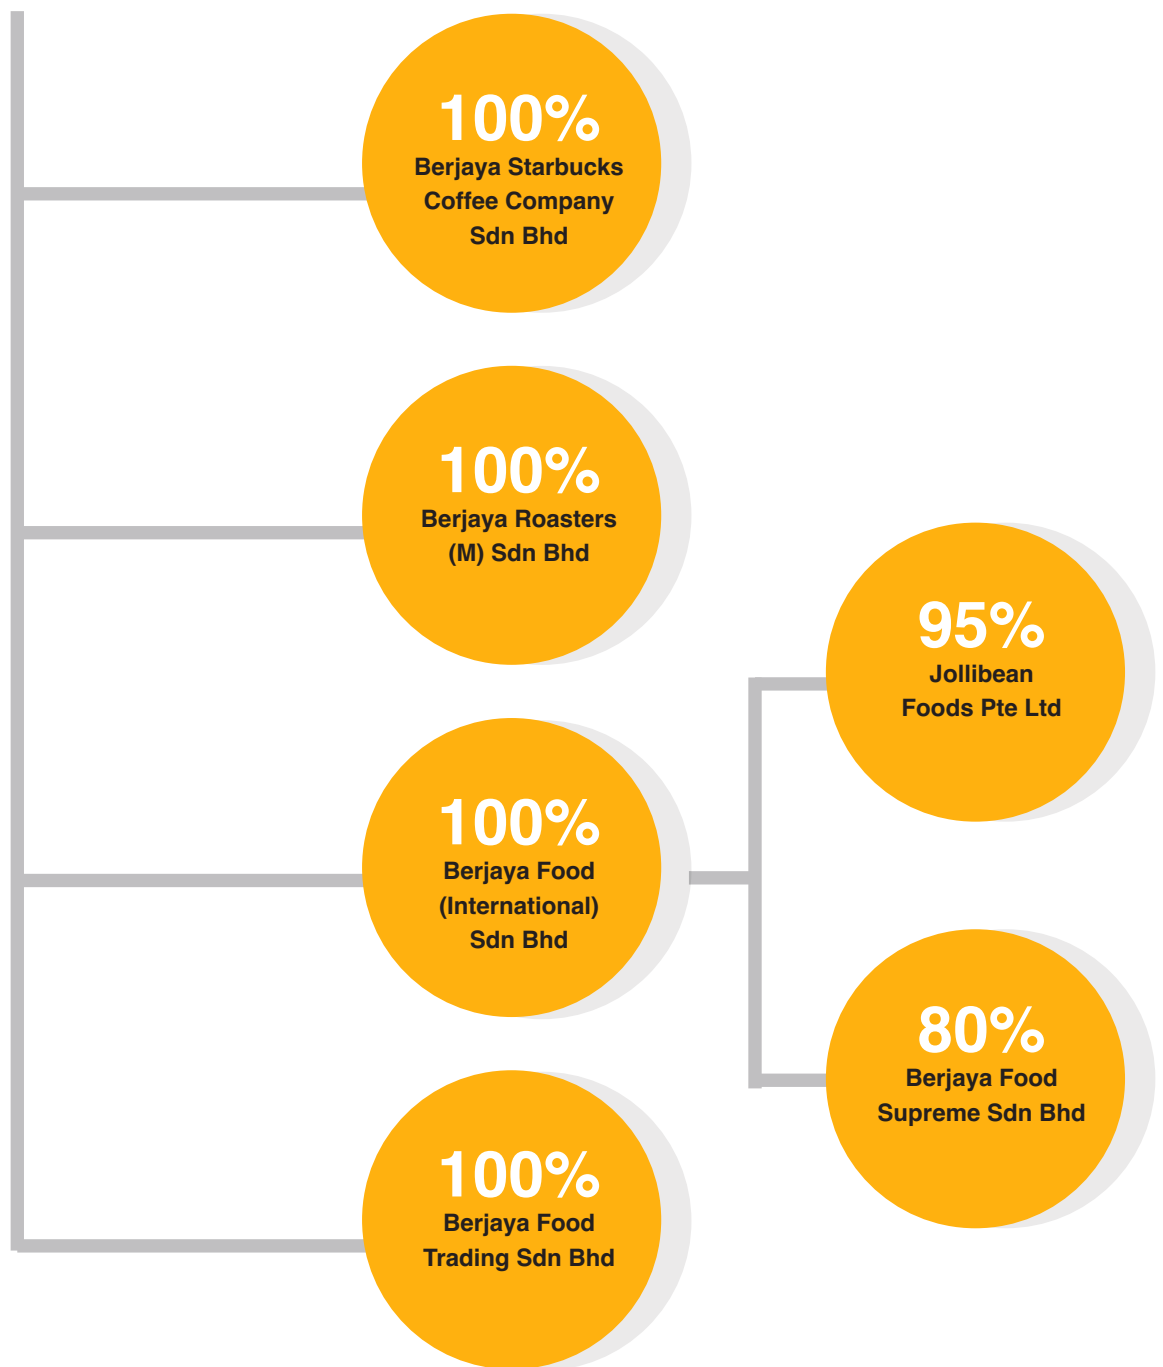 100%
Berjaya Starbucks
Coffee Company
Sdn Bhd
100%
Berjaya Roasters
(M) Sdn Bhd
100%
Berjaya Food
(International)
Sdn Bhd
95%
Jollibean
Foods Pte Ltd
80%
Berjaya Food
Supreme Sdn Bhd
100%
Berjaya Food
Trading Sdn Bhd